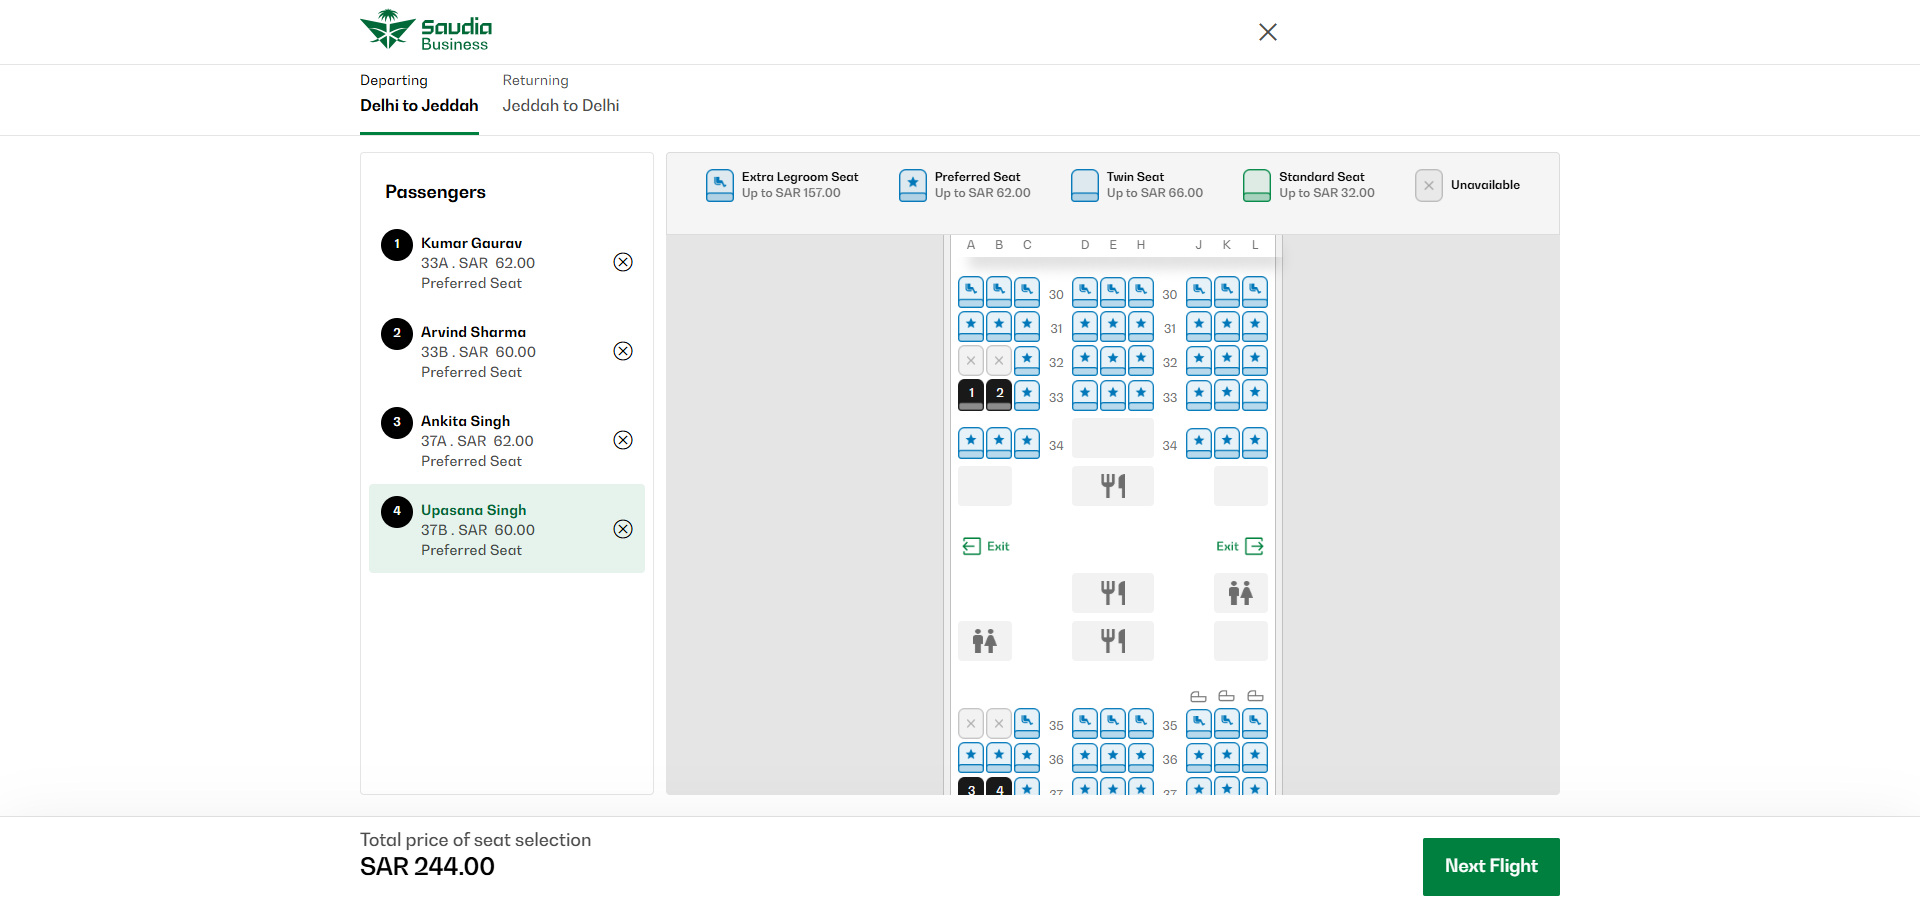 Saudia
Business
Departing
Delhi to Jeddah
Returning
Jeddah to Delhi
Passengers
1
Kumar Gaurav
33A . SAR 62.00
Preferred Seat
2
Arvind Sharma
33B . SAR 60.00
Preferred Seat
3
Ankita Singh
37A . SAR 62.00
Preferred Seat
4
Upasana Singh
37B . SAR 60.00
Preferred Seat
Extra Legroom Seat
Up to SAR 157.00
Preferred Seat
Up to SAR 62.00
Twin Seat
Up to SAR 66.00
Standard Seat
Up to SAR 32.00
Unavailable
A B C D E H J K L
30 30
31 31
32 32
1 2 33 33
34 34
Exit Exit
35 35
36 36
3 4 37 37
Total price of seat selection
SAR 244.00
Next Flight